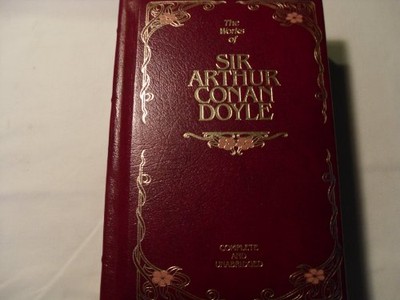 The
Works
of
SIR
ARTHUR
CONAN
DOYLE
COMPLETE
AND
UNABRIDGED